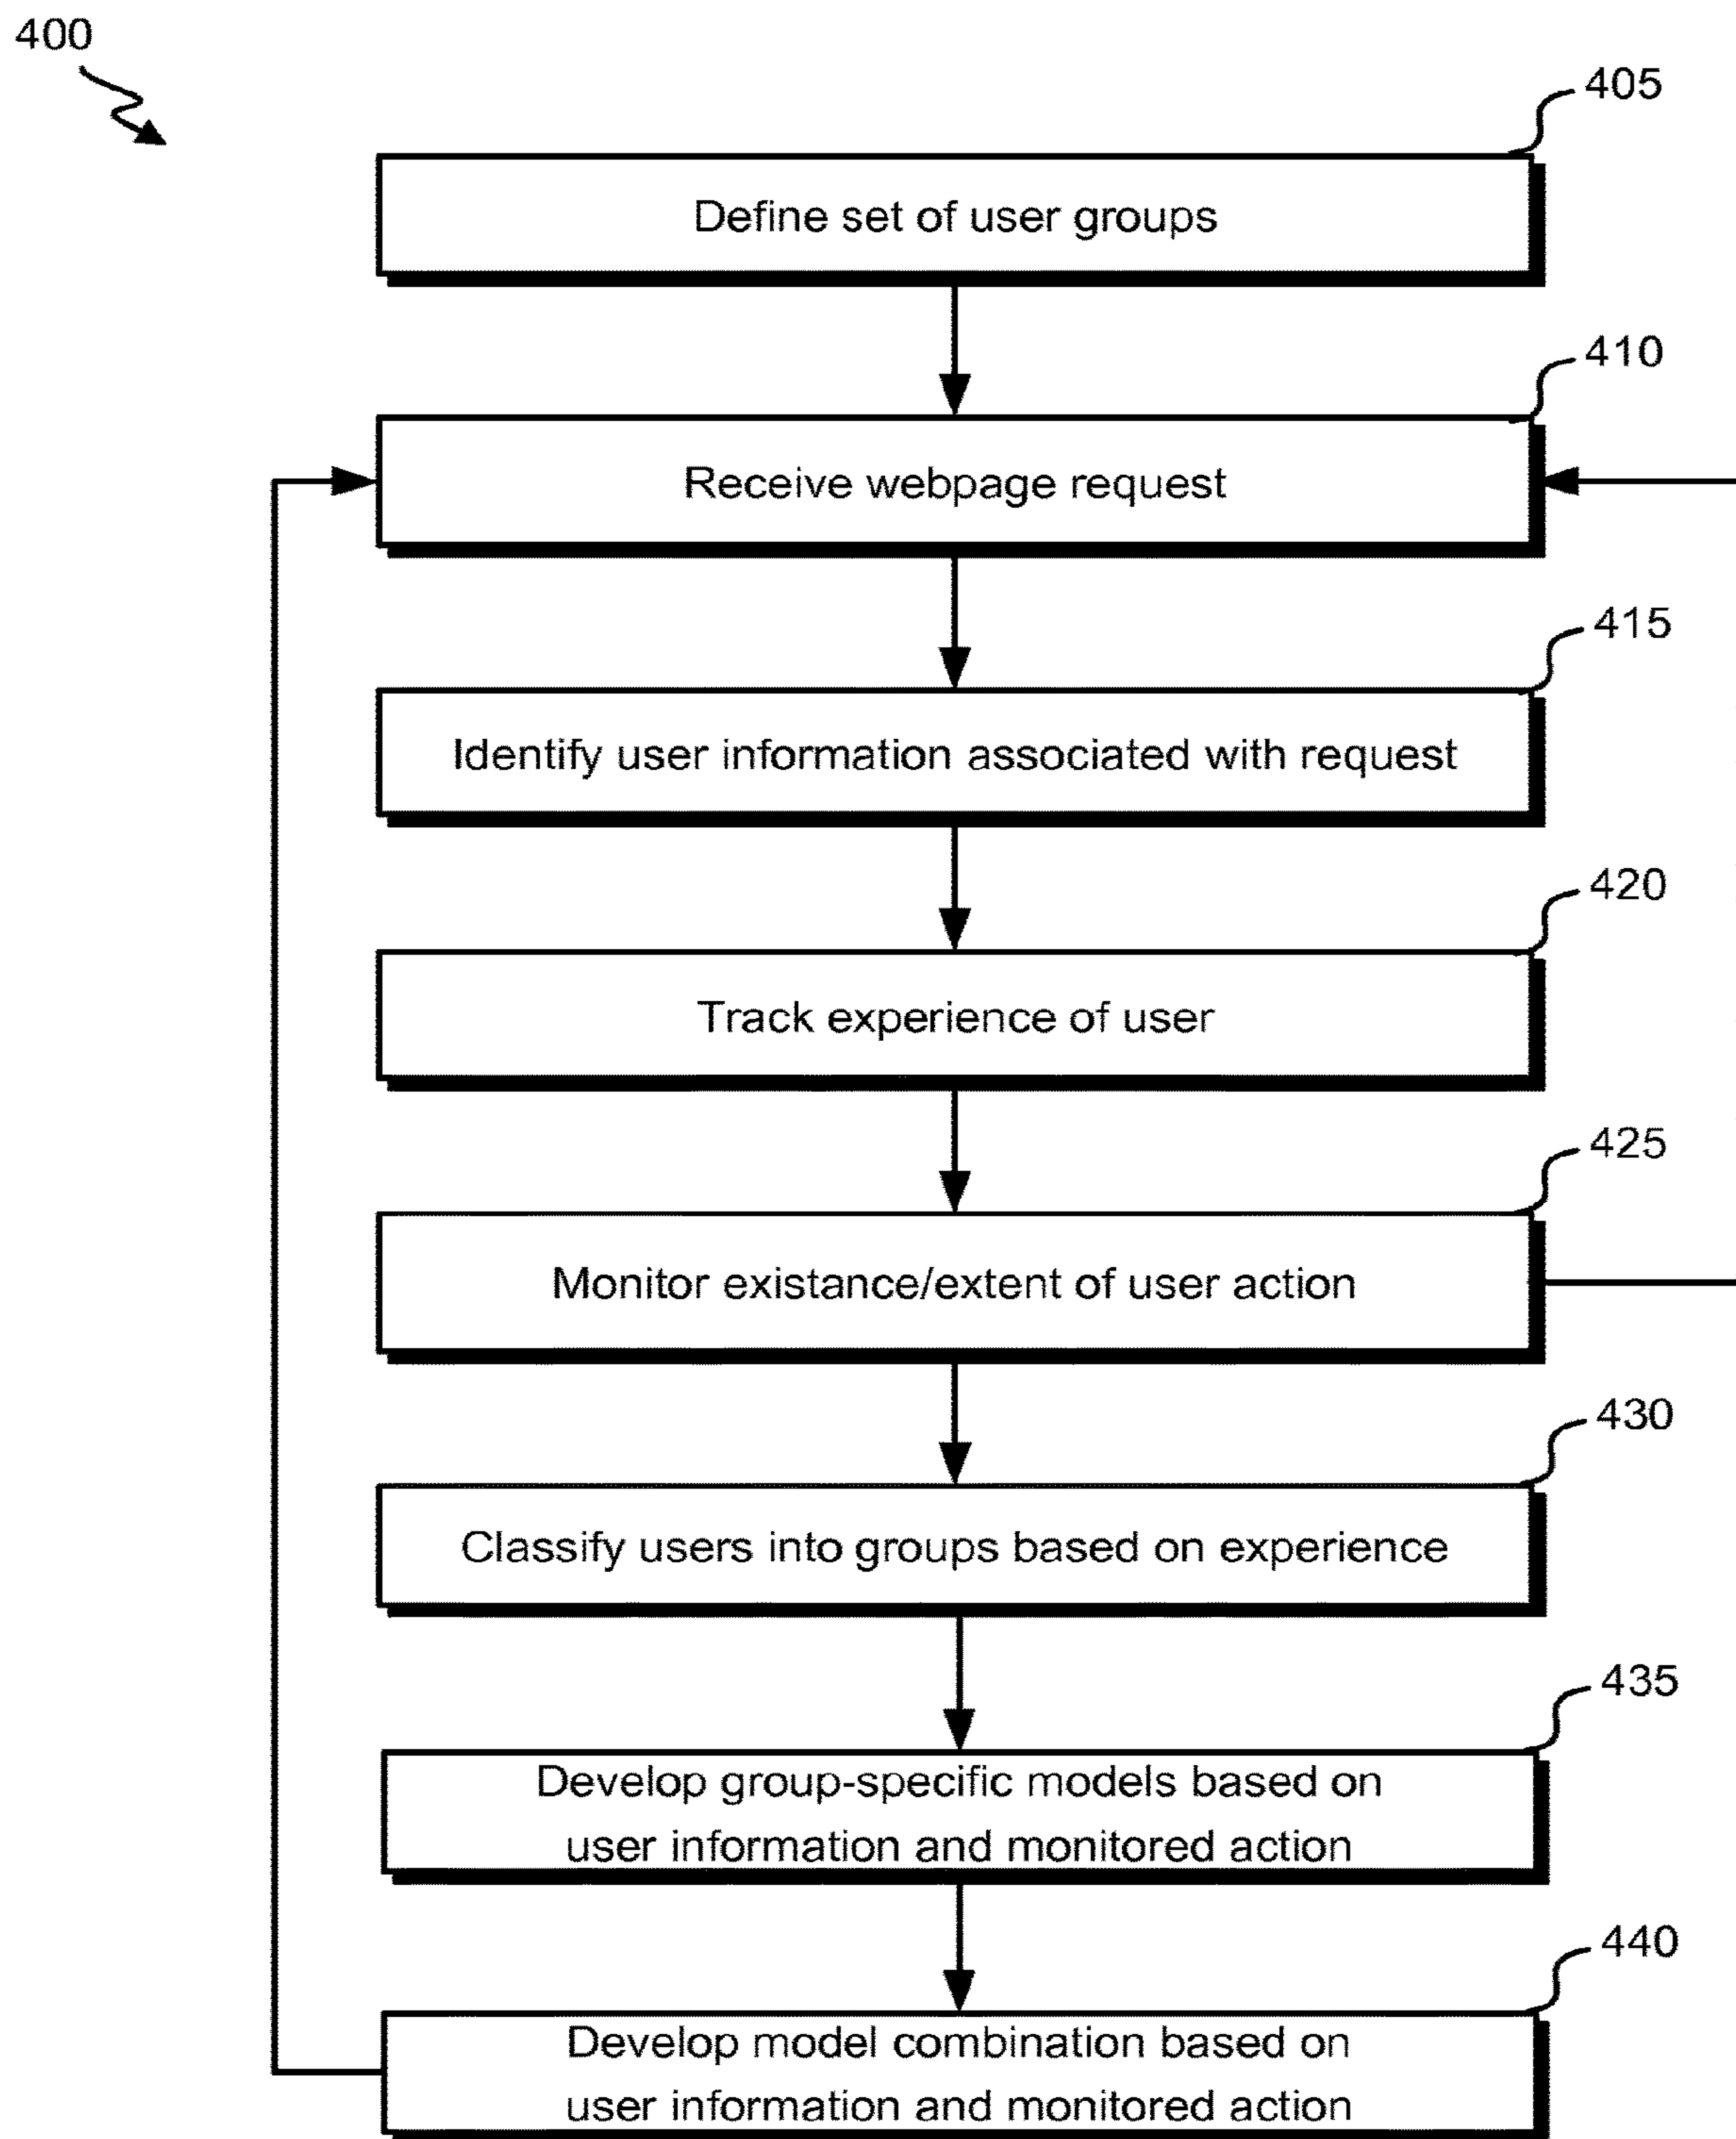 400
405
Define set of user groups
410
Receive webpage request
415
Identify user information associated with request
420
Track experience of user
425
Monitor existance/extent of user action
430
Classify users into groups based on experience
435
Develop group-specific models based on
user information and monitored action
440
Develop model combination based on
user information and monitored action